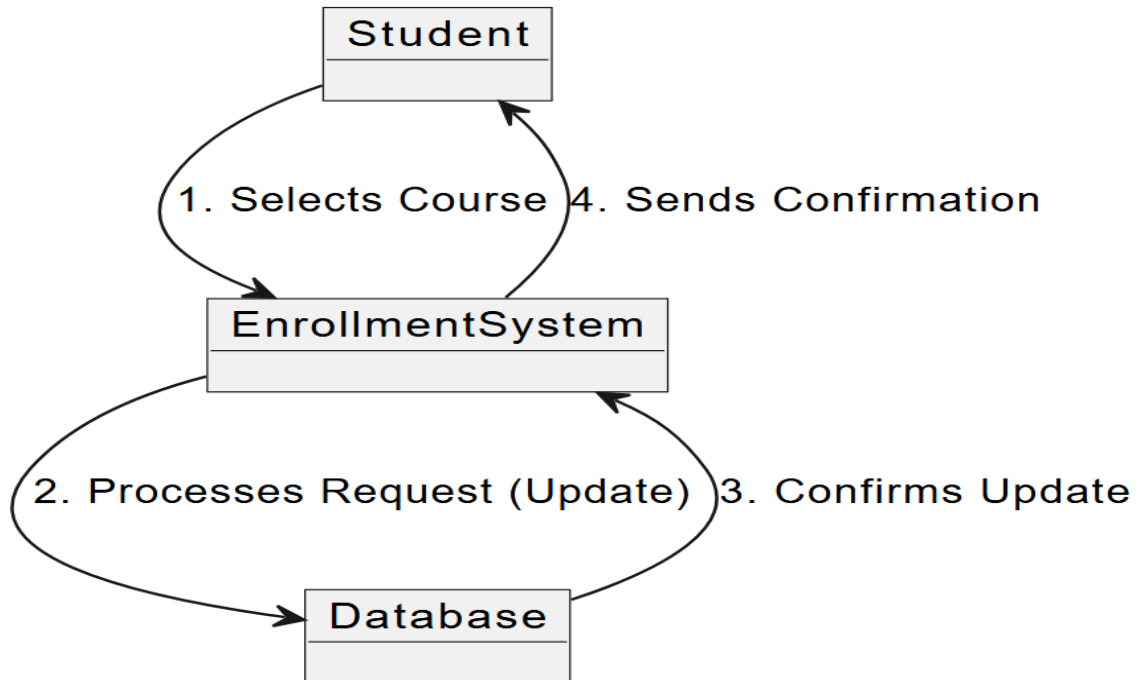 Student
1. Selects Course
4. Sends Confirmation
EnrollmentSystem
2. Processes Request (Update)
3. Confirms Update
Database